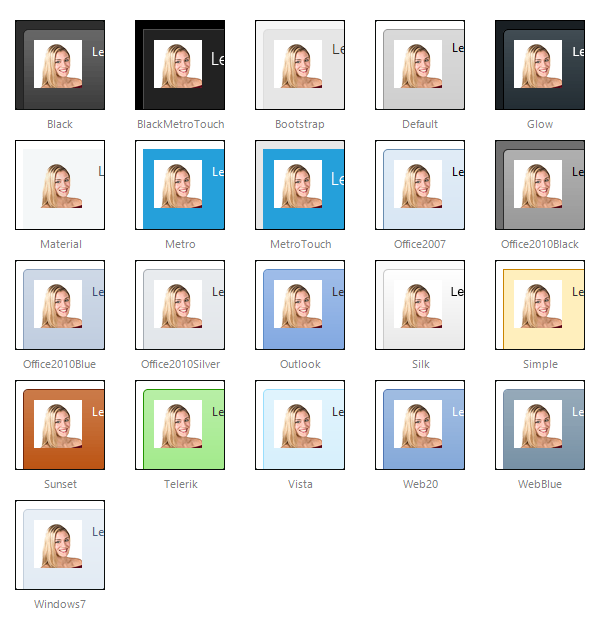 Le Le Le Le Le
Black BlackMetroTouch Bootstrap Default Glow
L Le Le Le Le
Material Metro MetroTouch Office2007 Office2010Black
Le Le Le Le Le
Office2010Blue Office2010Silver Outlook Silk Simple
Le Le Le Le Le
Sunset Telerik Vista Web20 WebBlue
Le
Windows7